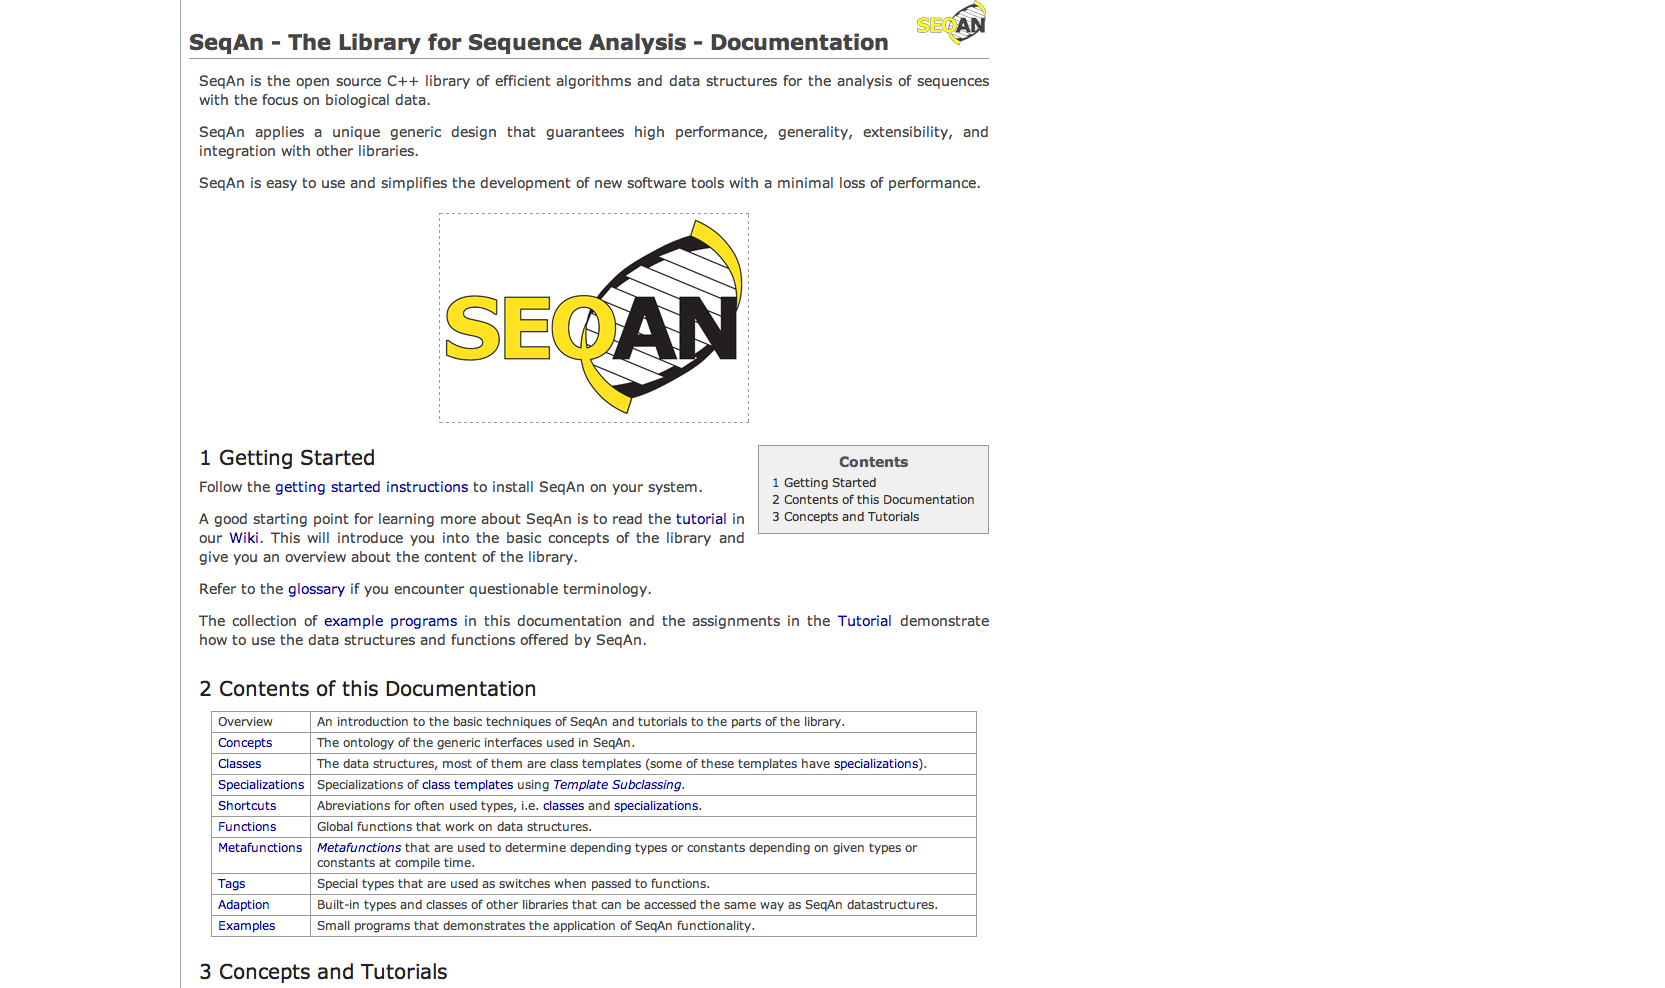 SEQAN
SeqAn - The Library for Sequence Analysis - Documentation
SeqAn is the open source C++ library of efficient algorithms and data structures for the analysis of sequences
with the focus on biological data.
SeqAn applies a unique generic design that guarantees high performance, generality, extensibility, and
integration with other libraries.
SeqAn is easy to use and simplifies the development of new software tools with a minimal loss of performance.
SEQAN
1 Getting Started
Follow the getting started instructions to install SeqAn on your system.
A good starting point for learning more about SeqAn is to read the tutorial in
our Wiki. This will introduce you into the basic concepts of the library and
give you an overview about the content of the library.
Contents
1 Getting Started
2 Contents of this Documentation
3 Concepts and Tutorials
Refer to the glossary if you encounter questionable terminology.
The collection of example programs in this documentation and the assignments in the Tutorial demonstrate
how to use the data structures and functions offered by SeqAn.
2 Contents of this Documentation
Overview An introduction to the basic techniques of SeqAn and tutorials to the parts of the library.
Concepts The ontology of the generic interfaces used in SeqAn.
Classes The data structures, most of them are class templates (some of these templates have specializations).
Specializations Specializations of class templates using Template Subclassing.
Shortcuts Abreviations for often used types, i.e. classes and specializations.
Functions Global functions that work on data structures.
Metafunctions Metafunctions that are used to determine depending types or constants depending on given types or
constants at compile time.
Tags Special types that are used as switches when passed to functions.
Adaption Built-in types and classes of other libraries that can be accessed the same way as SeqAn datastructures.
Examples Small programs that demonstrates the application of SeqAn functionality.
3 Concepts and Tutorials